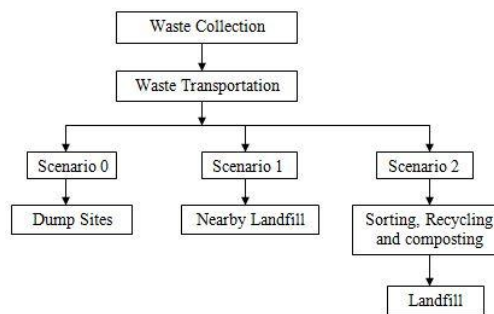 Waste Collection
Waste Transportation
Scenario 0
Scenario 1
Scenario 2
Dump Sites
Nearby Landfill
Sorting, Recycling
and composting
Landfill